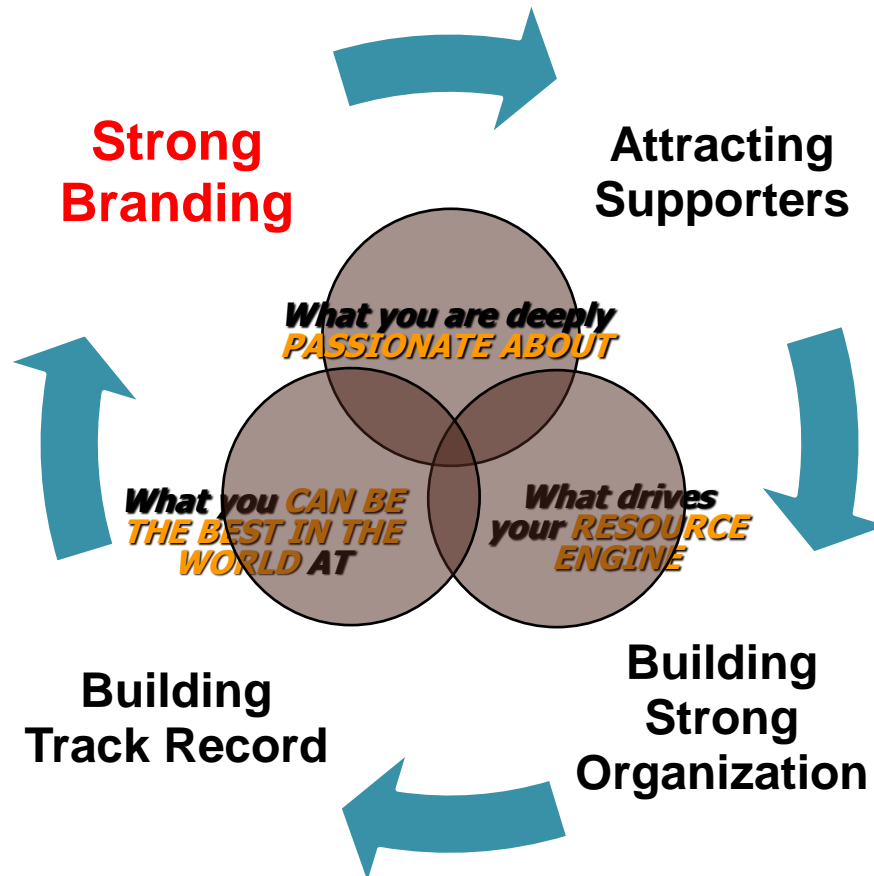 Strong
Branding
Attracting
Supporters
What you are deeply
PASSIONATE ABOUT
What you CAN BE
THE BEST IN THE
WORLD AT
What drives
your RESOURCE
ENGINE
Building
Track Record
Building
Strong
Organization